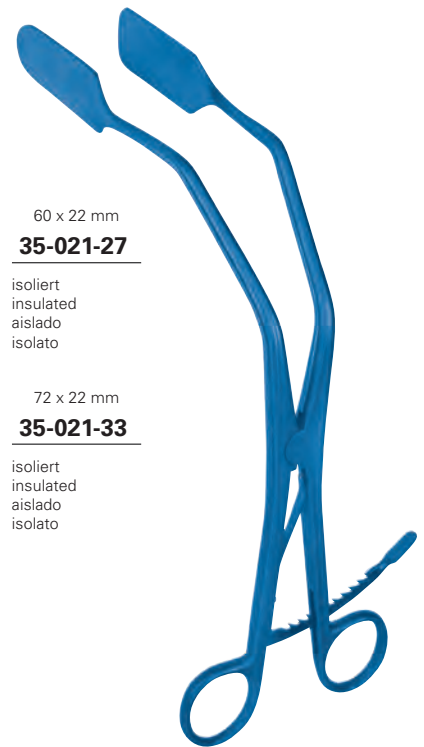 60 x 22 mm
35-021-27
isoliert
insulated
aislado
isolato
72 x 22 mm
35-021-33
isoliert
insulated
aislado
isolato